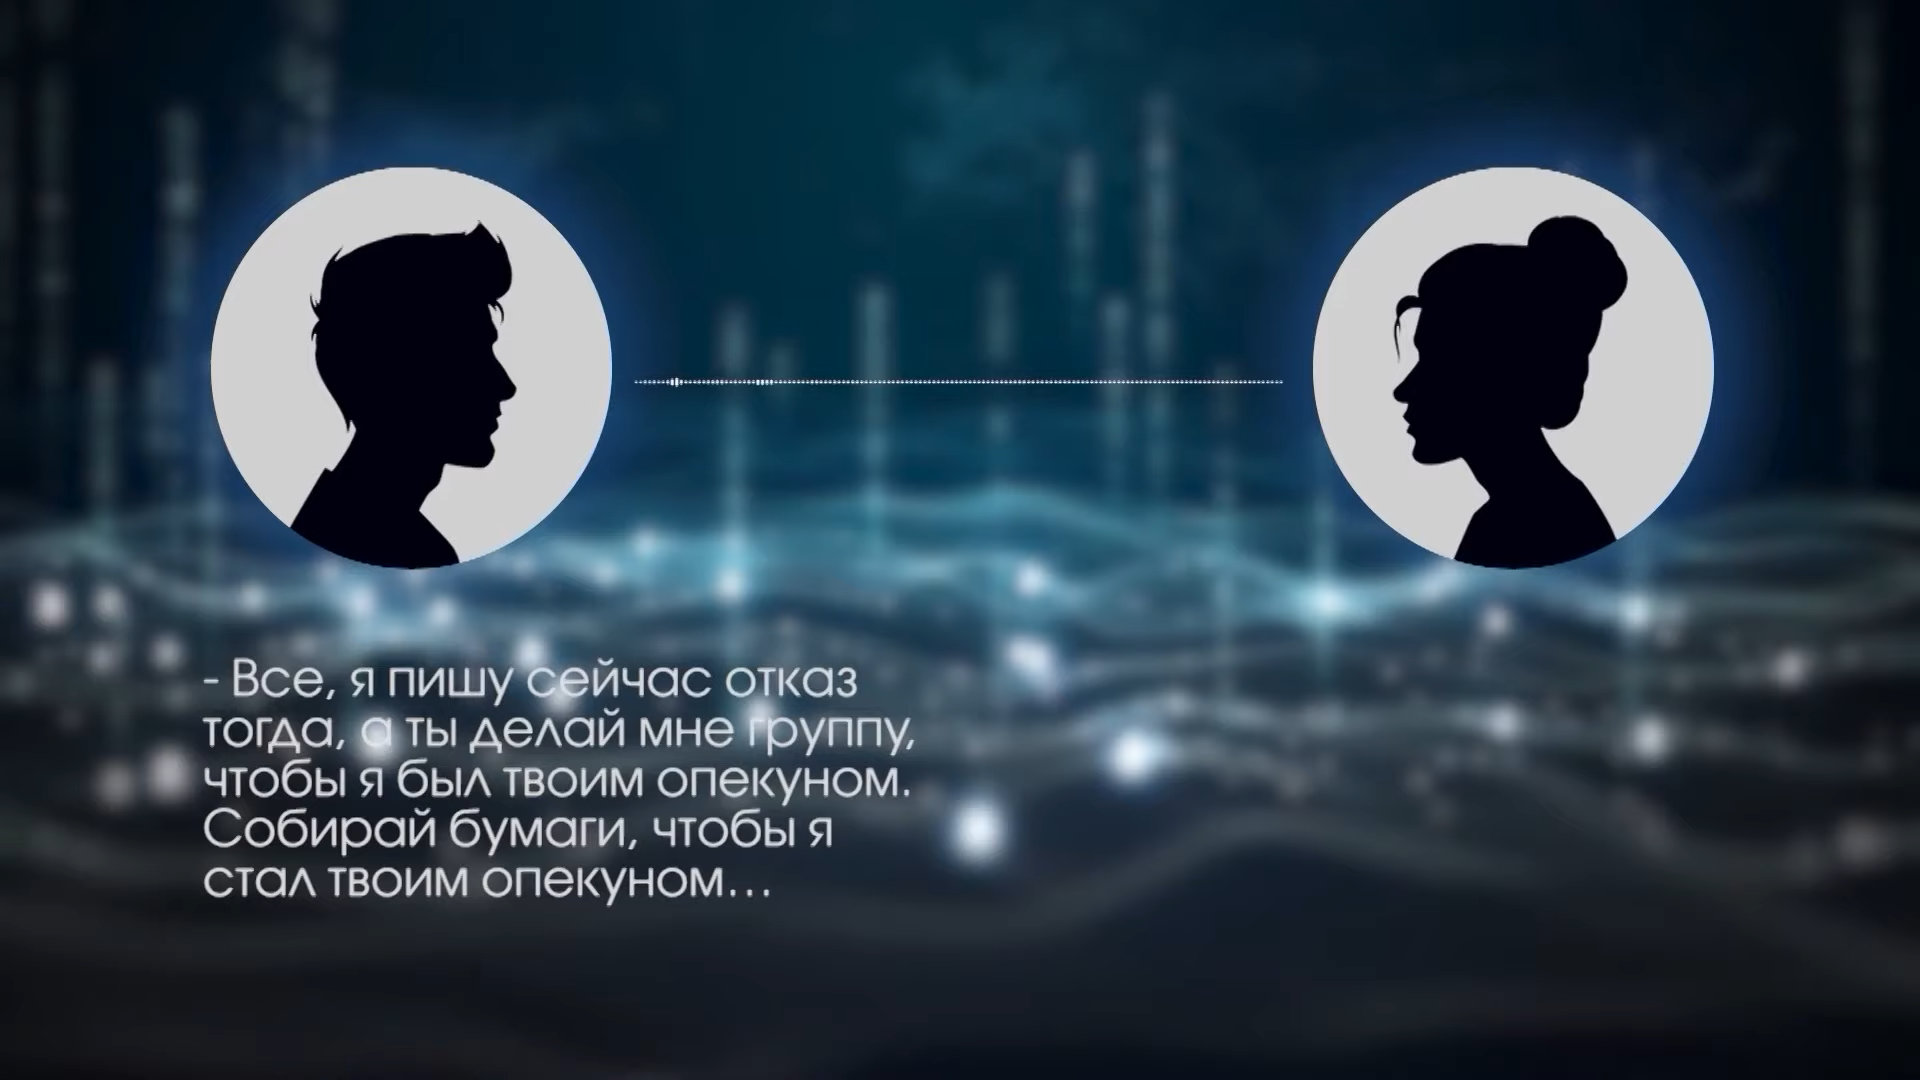 - Все, я пишу сейчас отказ
тогда, а ты делай мне группу,
чтобы я был твоим опекуном.
Собирай бумаги, чтобы я
стал твоим опекуном...